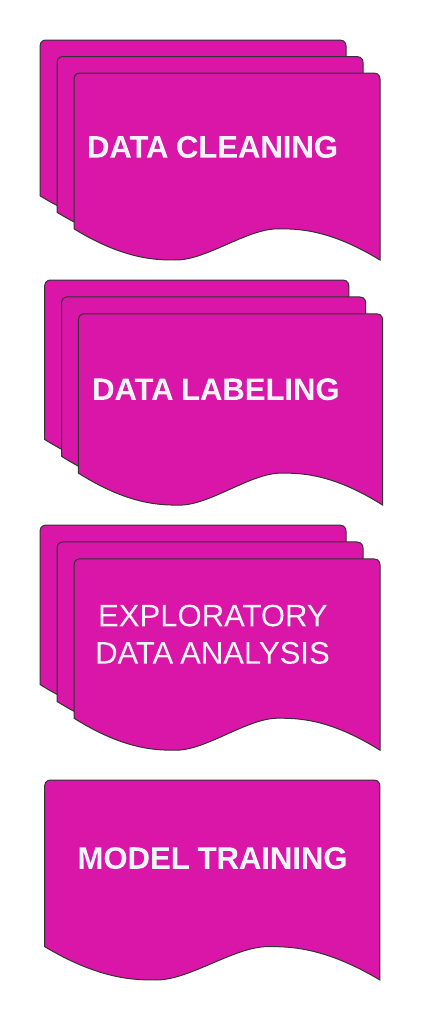 DATA CLEANING
DATA LABELING
EXPLORATORY
DATA ANALYSIS
MODEL TRAINING